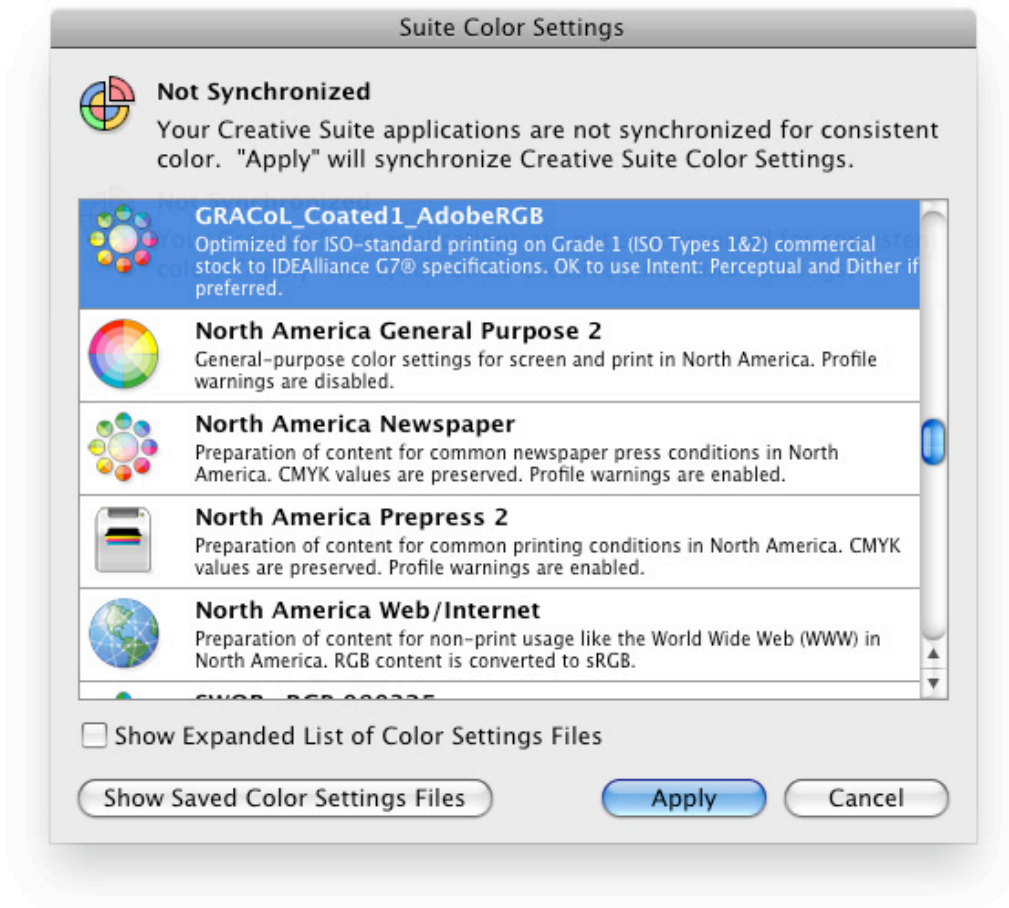 Suite Color Settings
Not Synchronized
Your Creative Suite applications are not synchronized for consistent
color. "Apply" will synchronize Creative Suite Color Settings.
GRACoL_Coated1_AdobeRGB
Optimized for ISO-standard printing on Grade 1 (ISO Types 1&2) commercial
stock to IDEAlliance G7® specifications. OK to use Intent: Perceptual and Dither if
preferred.
North America General Purpose 2
General-purpose color settings for screen and print in North America. Profile
warnings are disabled.
North America Newspaper
Preparation of content for common newspaper press conditions in North
America. CMYK values are preserved. Profile warnings are enabled.
North America Prepress 2
Preparation of content for common printing conditions in North America. CMYK
values are preserved. Profile warnings are enabled.
North America Web/Internet
Preparation of content for non-print usage like the World Wide Web (WWW) in
North America. RGB content is converted to sRGB.
Show Expanded List of Color Settings Files
Show Saved Color Settings Files
Apply
Cancel